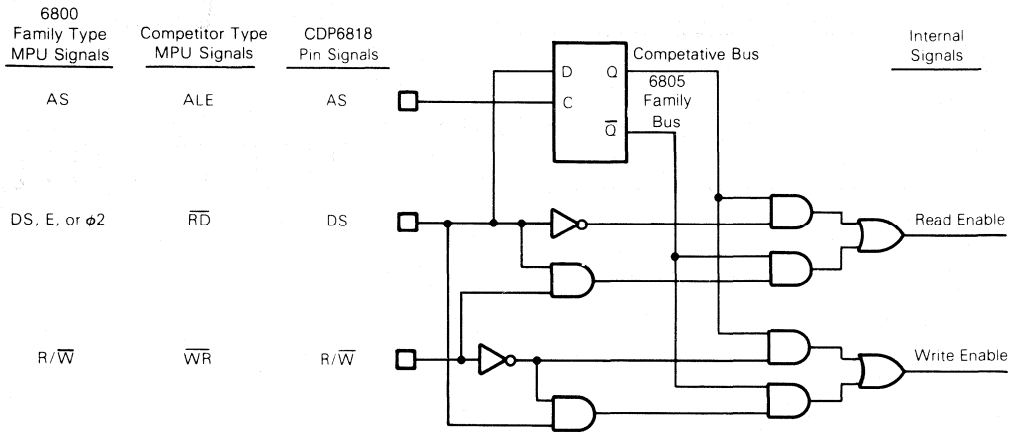 6800
Family Type
MPU Signals
Competitor Type
MPU Signals
CDP6818
Pin Signals
Internal
Signals
Competative Bus
6805
Family
Bus
D Q
C
Q̅
AS ALE AS
DS, E, or ϕ2 R̅D̅ DS
Read Enable
R/W̅ W̅R̅ R/W̅
Write Enable